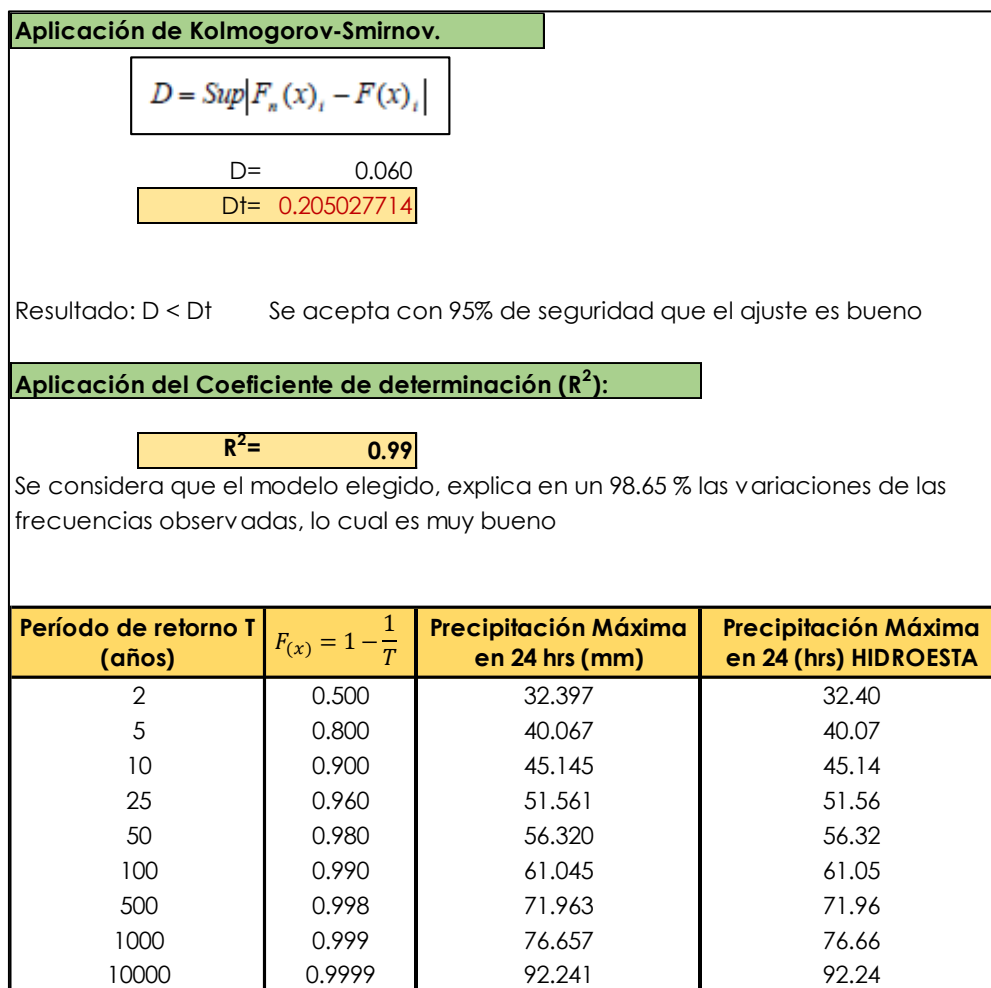 Aplicación de Kolmogorov-Smirnov.
D = Sup|Fₙ(x)ᵢ − F(x)ᵢ|
D= 0.060
Dt= 0.205027714
Resultado: D < Dt Se acepta con 95% de seguridad que el ajuste es bueno
Aplicación del Coeficiente de determinación (R²):
R²= 0.99
Se considera que el modelo elegido, explica en un 98.65 % las variaciones de las
frecuencias observadas, lo cual es muy bueno
Período de retorno T (años) F(x) = 1 − 1/T Precipitación Máxima en 24 hrs (mm) Precipitación Máxima en 24 (hrs) HIDROESTA
2 0.500 32.397 32.40
5 0.800 40.067 40.07
10 0.900 45.145 45.14
25 0.960 51.561 51.56
50 0.980 56.320 56.32
100 0.990 61.045 61.05
500 0.998 71.963 71.96
1000 0.999 76.657 76.66
10000 0.9999 92.241 92.24